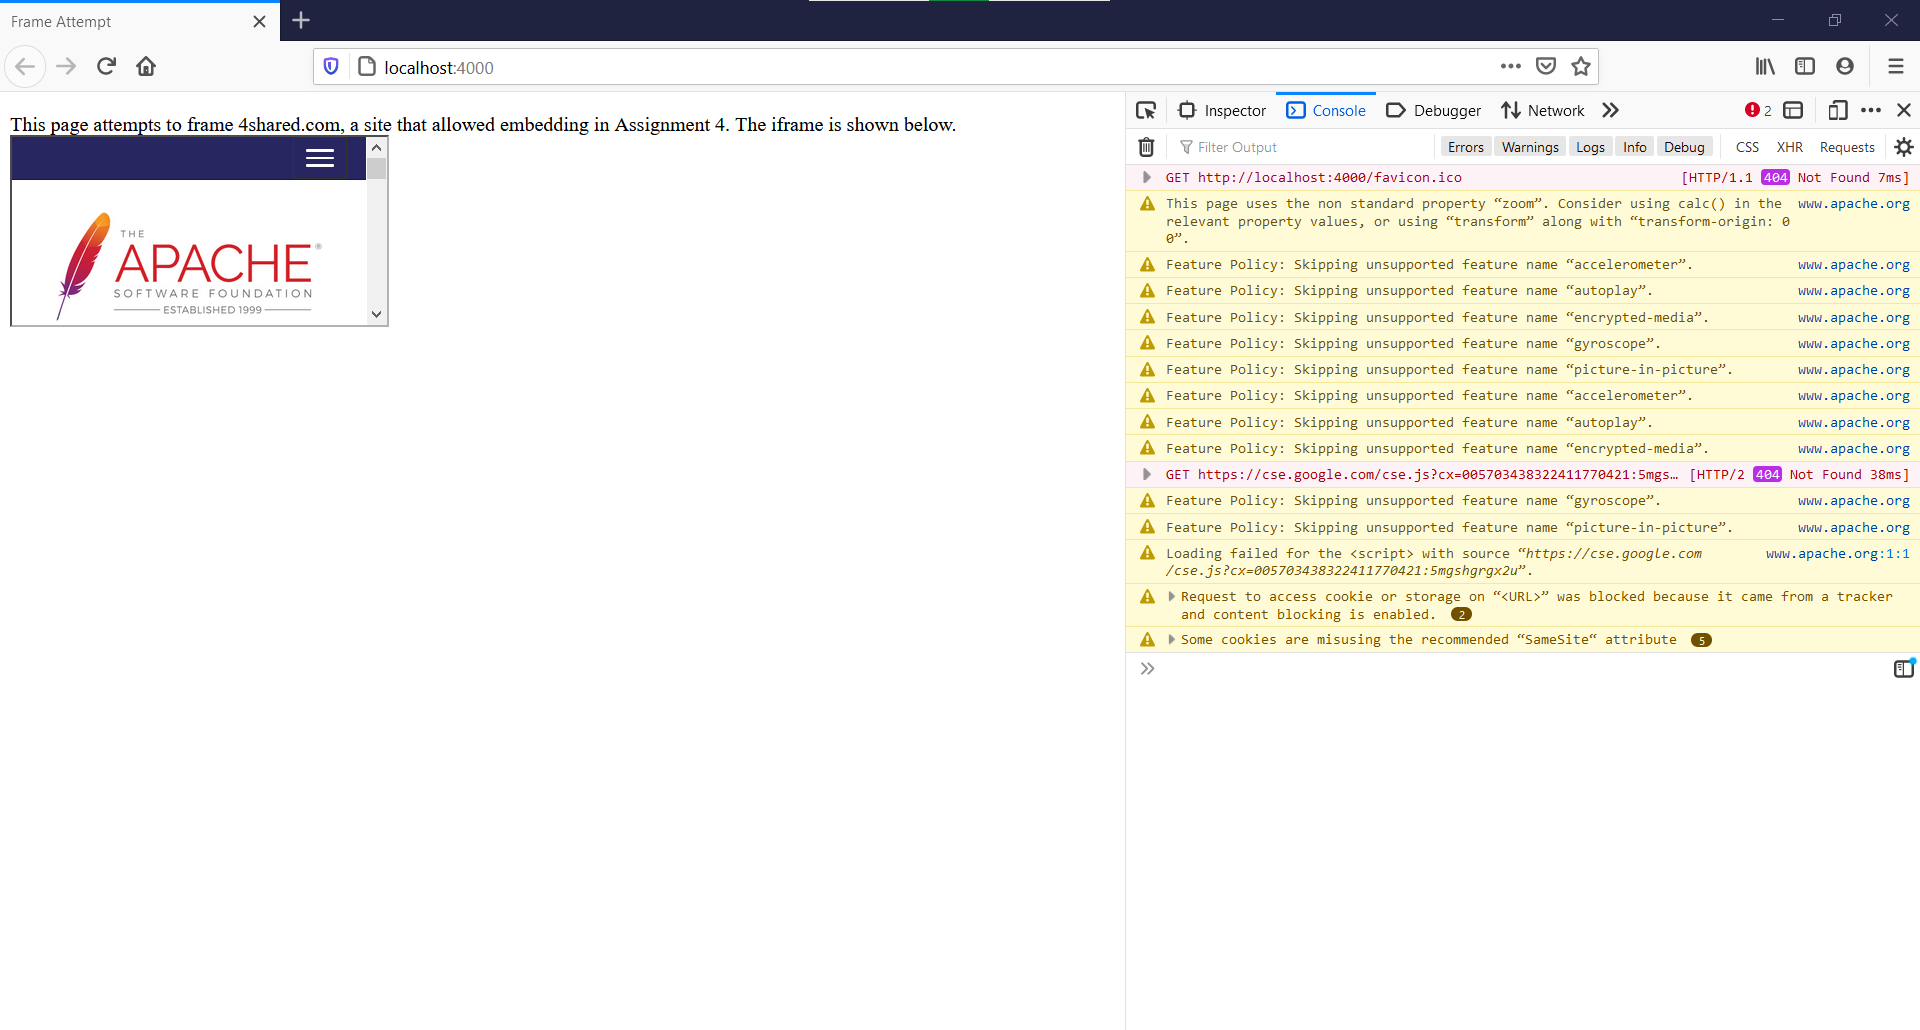 Frame Attempt
localhost:4000
This page attempts to frame 4shared.com, a site that allowed embedding in Assignment 4. The iframe is shown below.
THE
APACHE®
SOFTWARE FOUNDATION
ESTABLISHED 1999
Inspector Console Debugger Network 2
Filter Output Errors Warnings Logs Info Debug CSS XHR Requests
GET http://localhost:4000/favicon.ico [HTTP/1.1 404 Not Found 7ms]
This page uses the non standard property “zoom”. Consider using calc() in the www.apache.org
relevant property values, or using “transform” along with “transform-origin: 0
0”.
Feature Policy: Skipping unsupported feature name “accelerometer”. www.apache.org
Feature Policy: Skipping unsupported feature name “autoplay”. www.apache.org
Feature Policy: Skipping unsupported feature name “encrypted-media”. www.apache.org
Feature Policy: Skipping unsupported feature name “gyroscope”. www.apache.org
Feature Policy: Skipping unsupported feature name “picture-in-picture”. www.apache.org
Feature Policy: Skipping unsupported feature name “accelerometer”. www.apache.org
Feature Policy: Skipping unsupported feature name “autoplay”. www.apache.org
Feature Policy: Skipping unsupported feature name “encrypted-media”. www.apache.org
GET https://cse.google.com/cse.js?cx=005703438322411770421:5mgs… [HTTP/2 404 Not Found 38ms]
Feature Policy: Skipping unsupported feature name “gyroscope”. www.apache.org
Feature Policy: Skipping unsupported feature name “picture-in-picture”. www.apache.org
Loading failed for the <script> with source “https://cse.google.com www.apache.org:1:1
/cse.js?cx=005703438322411770421:5mgshgrgx2u”.
Request to access cookie or storage on “<URL>” was blocked because it came from a tracker
and content blocking is enabled. 2
Some cookies are misusing the recommended “SameSite“ attribute 5